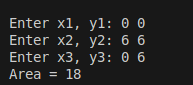 Enter x1, y1: 0 0
Enter x2, y2: 6 6
Enter x3, y3: 0 6
Area = 18